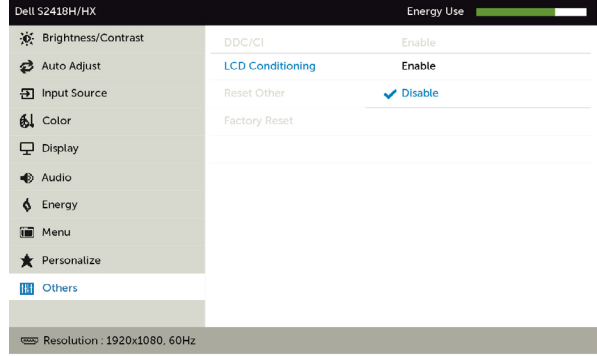 Dell S2418H/HX Energy Use
Brightness/Contrast
Auto Adjust
Input Source
Color
Display
Audio
Energy
Menu
Personalize
Others
DDC/CI Enable
LCD Conditioning Enable
Reset Other Disable
Factory Reset
Resolution : 1920x1080, 60Hz